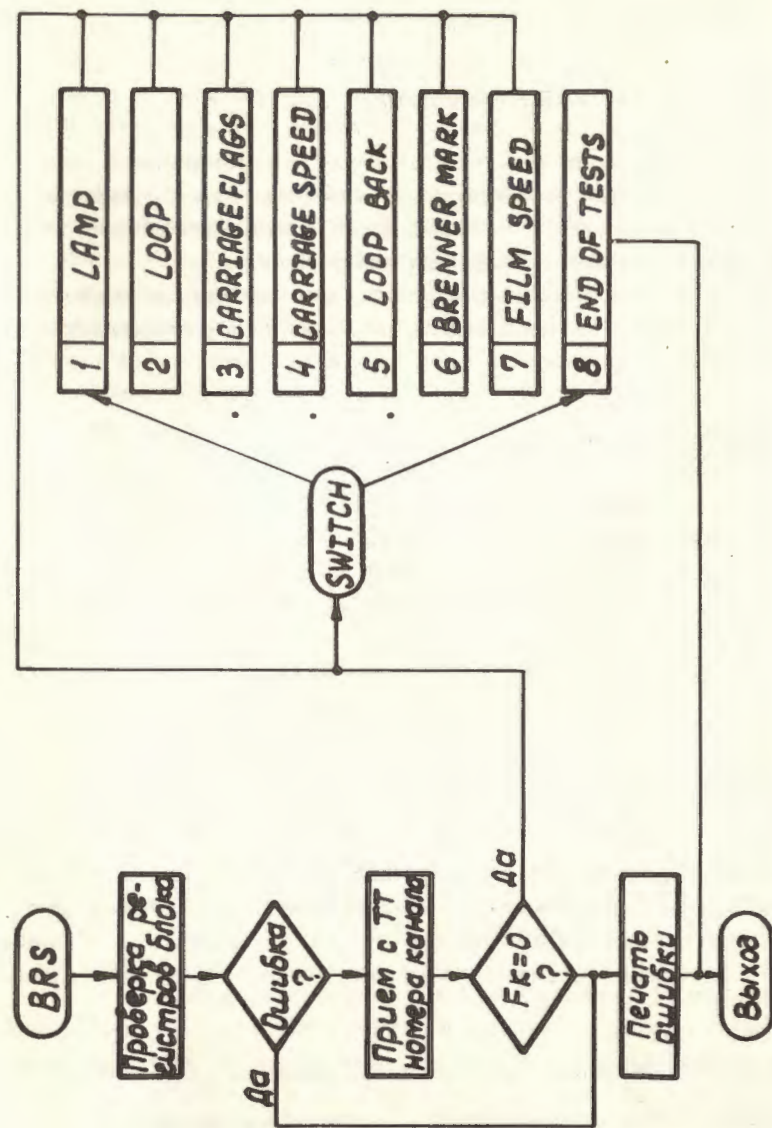 BRS
Проверка ре-
гистров блока
Ошибка
?
Да
Прием с ТТ
номера канала
Fк=0
?
Да
Печать
ошибки
Выход
SWITCH
1 LAMP
2 LOOP
3 CARRIAGE FLAGS
4 CARRIAGE SPEED
5 LOOP BACK
6 BRENNER MARK
7 FILM SPEED
8 END OF TESTS